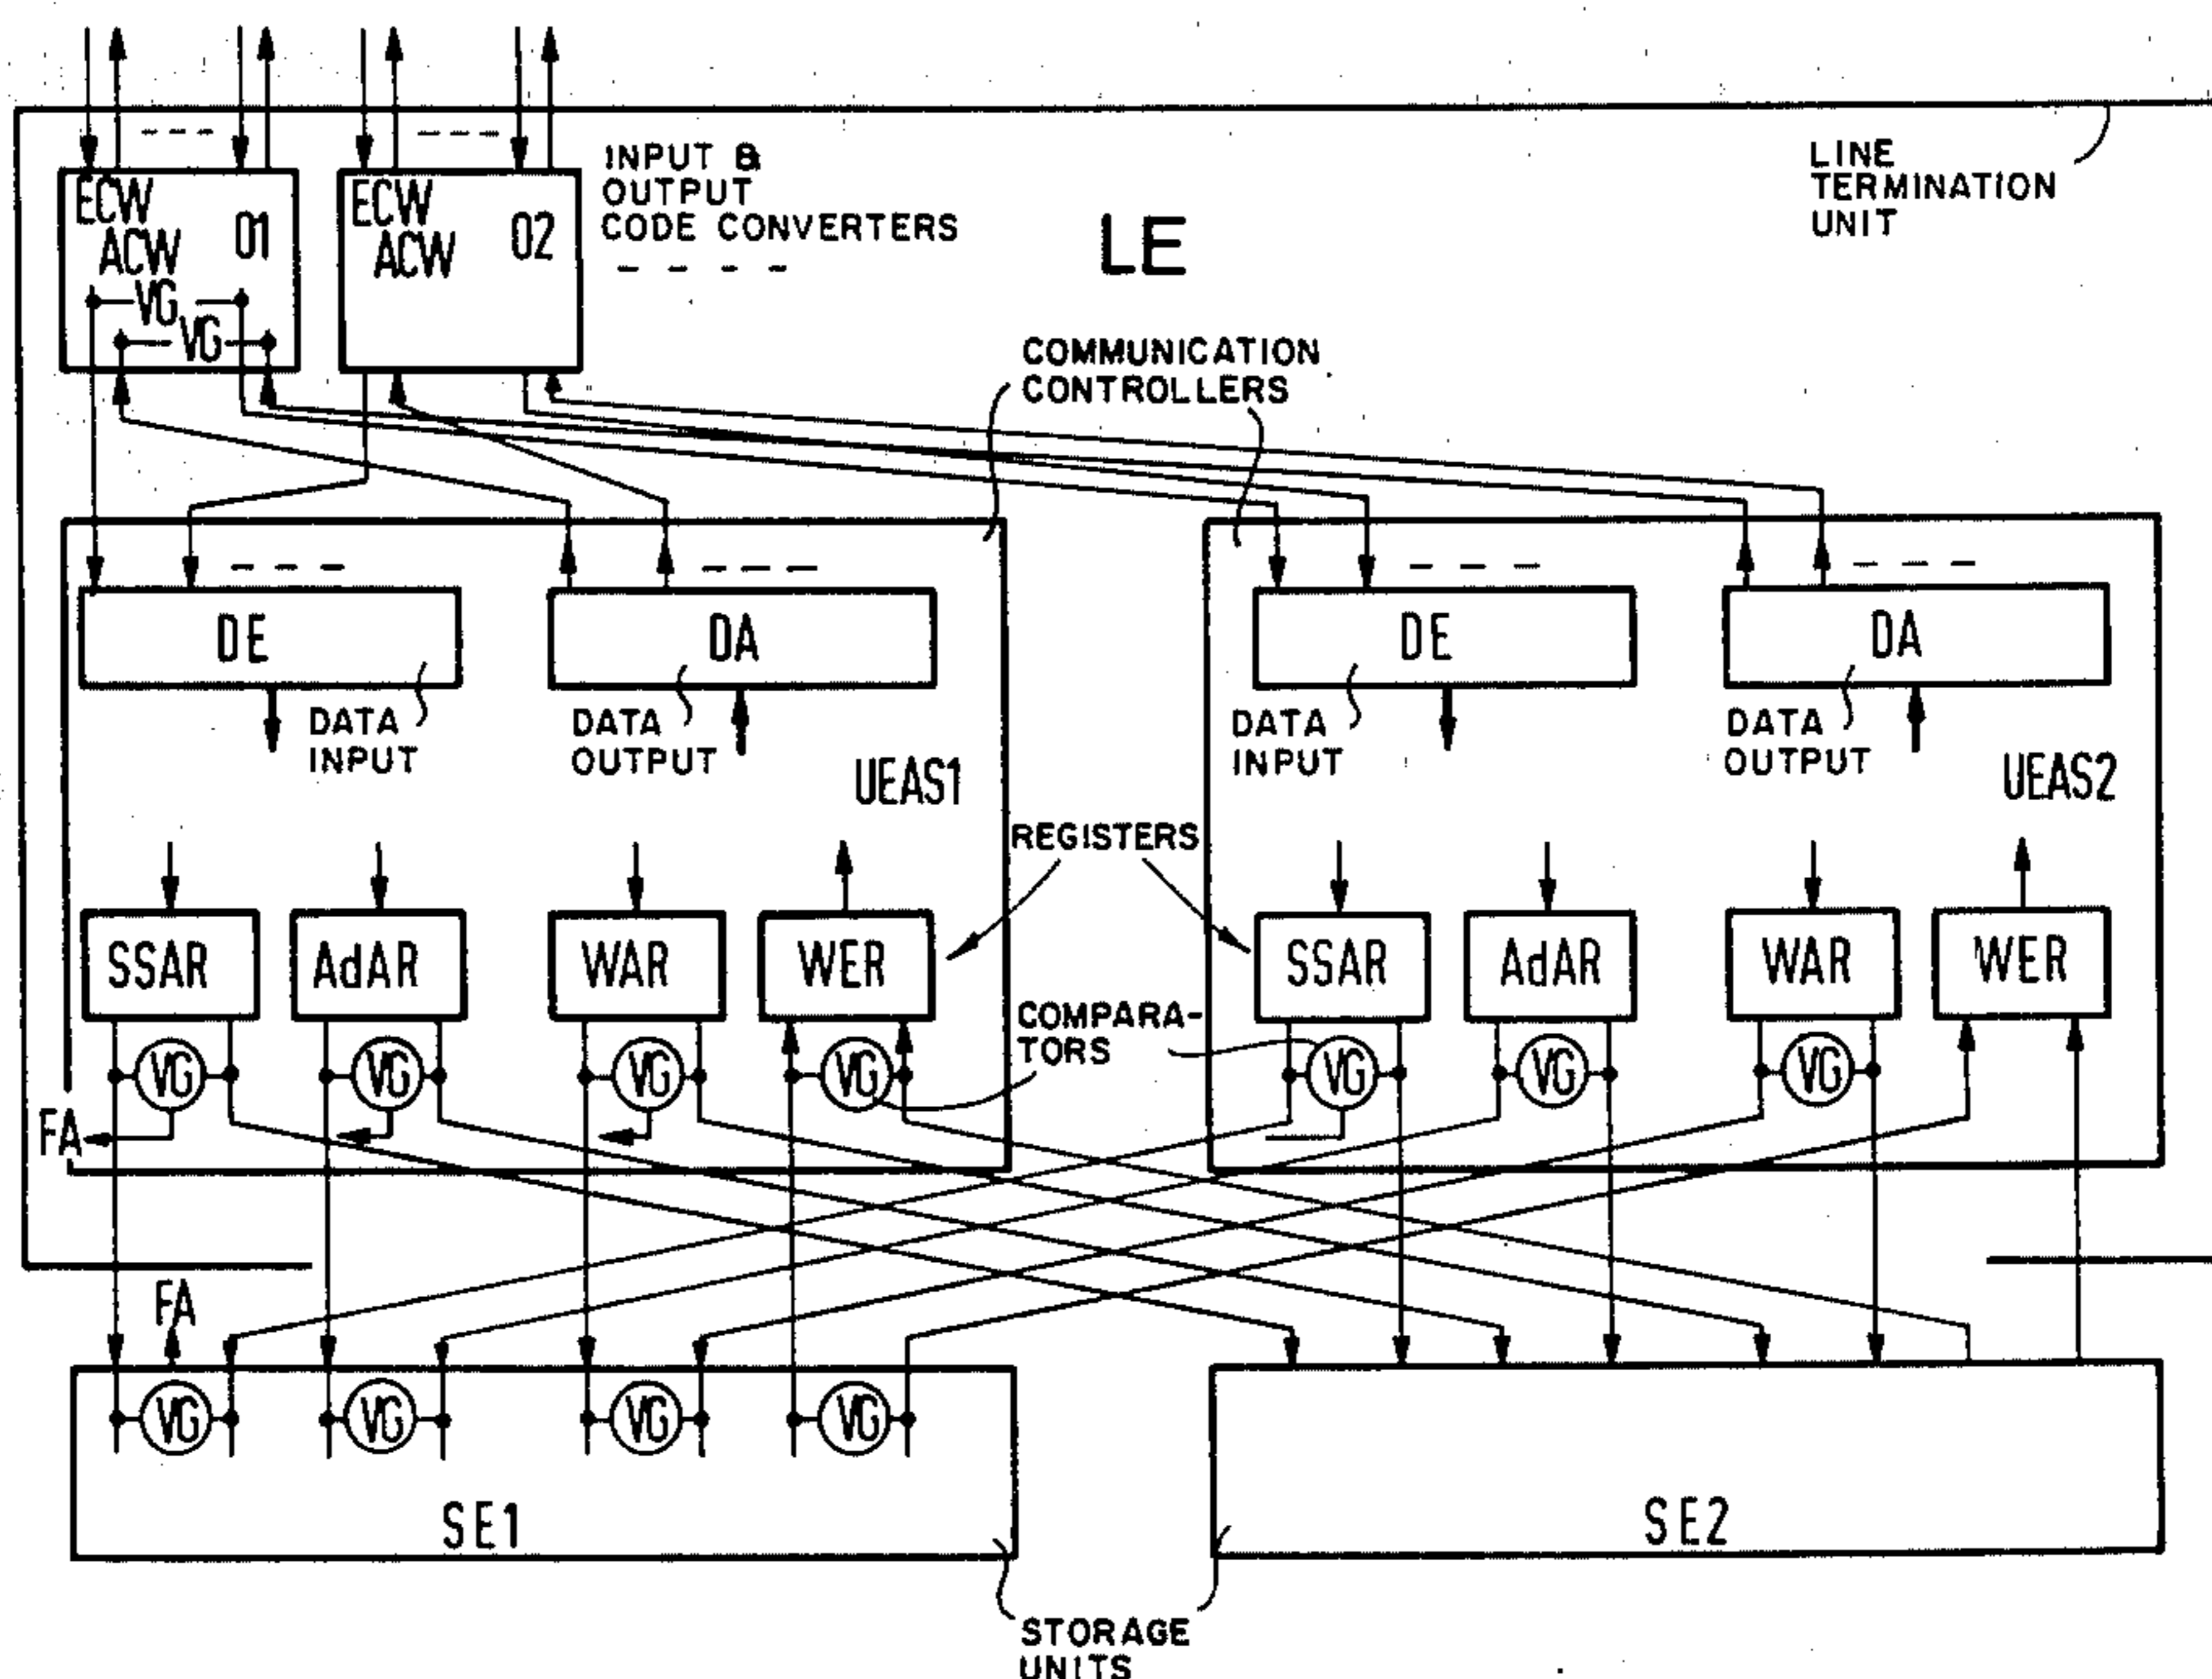 ECW
ACW
01
VG
VG
ECW
ACW
02
INPUT &
OUTPUT
CODE CONVERTERS
LE
LINE
TERMINATION
UNIT
COMMUNICATION
CONTROLLERS
DE
DA
DE
DA
DATA
INPUT
DATA
OUTPUT
DATA
INPUT
DATA
OUTPUT
UEAS1
UEAS2
REGISTERS
SSAR
AdAR
WAR
WER
SSAR
AdAR
WAR
WER
COMPARA-
TORS
VG
VG
VG
VG
VG
VG
VG
FA
FA
VG
VG
VG
VG
SE1
SE2
STORAGE
UNITS